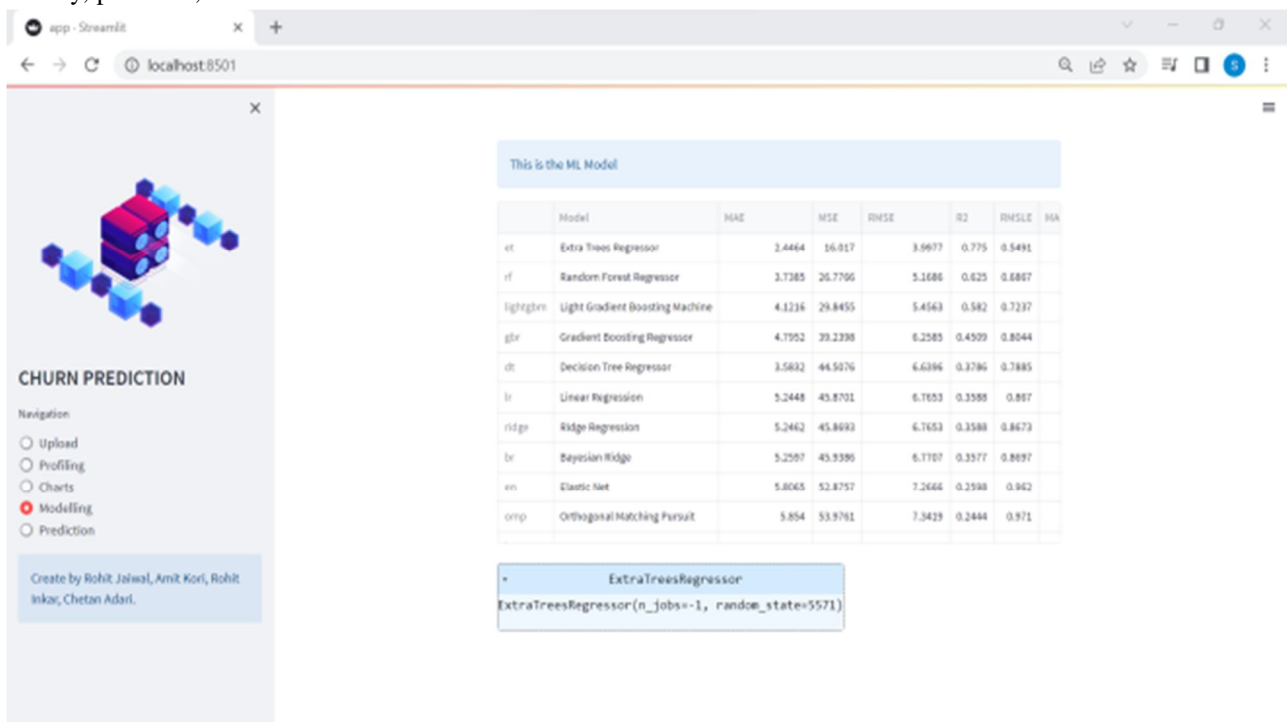 app · Streamlit
localhost:8501
S
This is the ML Model
Model MAE MSE RMSE R2 RMSLE MA
et Extra Trees Regressor 2.4464 16.017 3.9977 0.775 0.5491
rf Random Forest Regressor 3.7385 26.7766 5.1686 0.625 0.6867
lightgbm Light Gradient Boosting Machine 4.1216 29.8455 5.4563 0.582 0.7237
gbr Gradient Boosting Regressor 4.7952 39.2398 6.2585 0.4509 0.8044
dt Decision Tree Regressor 3.5832 44.5076 6.6396 0.3786 0.7885
lr Linear Regression 5.2448 45.8701 6.7653 0.3588 0.867
ridge Ridge Regression 5.2462 45.8693 6.7653 0.3588 0.8673
br Bayesian Ridge 5.2597 45.9386 6.7707 0.3577 0.8697
en Elastic Net 5.8065 52.8757 7.2666 0.2598 0.962
omp Orthogonal Matching Pursuit 5.854 53.9761 7.3429 0.2444 0.971
ExtraTreesRegressor
ExtraTreesRegressor(n_jobs=-1, random_state=5571)
CHURN PREDICTION
Navigation
Upload
Profiling
Charts
Modelling
Prediction
Create by Rohit Jaiwal, Amit Kori, Rohit
Inkar, Chetan Adari.